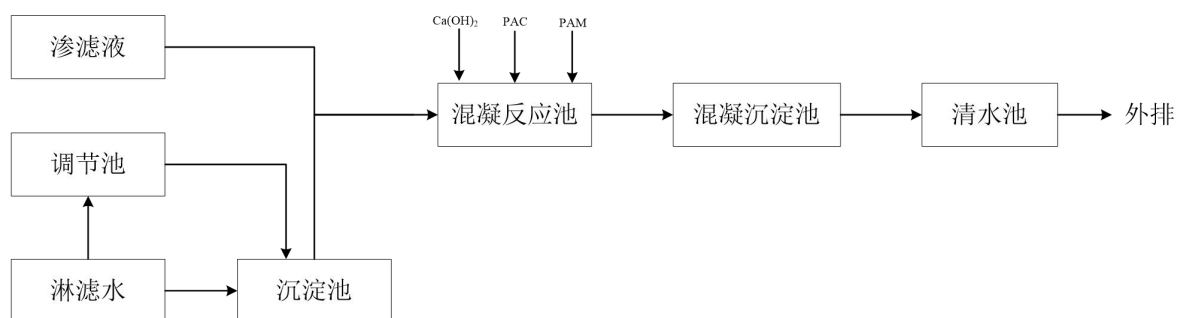 Ca(OH)₂
PAC
PAM
渗滤液
混凝反应池
混凝沉淀池
清水池
外排
调节池
淋滤水
沉淀池